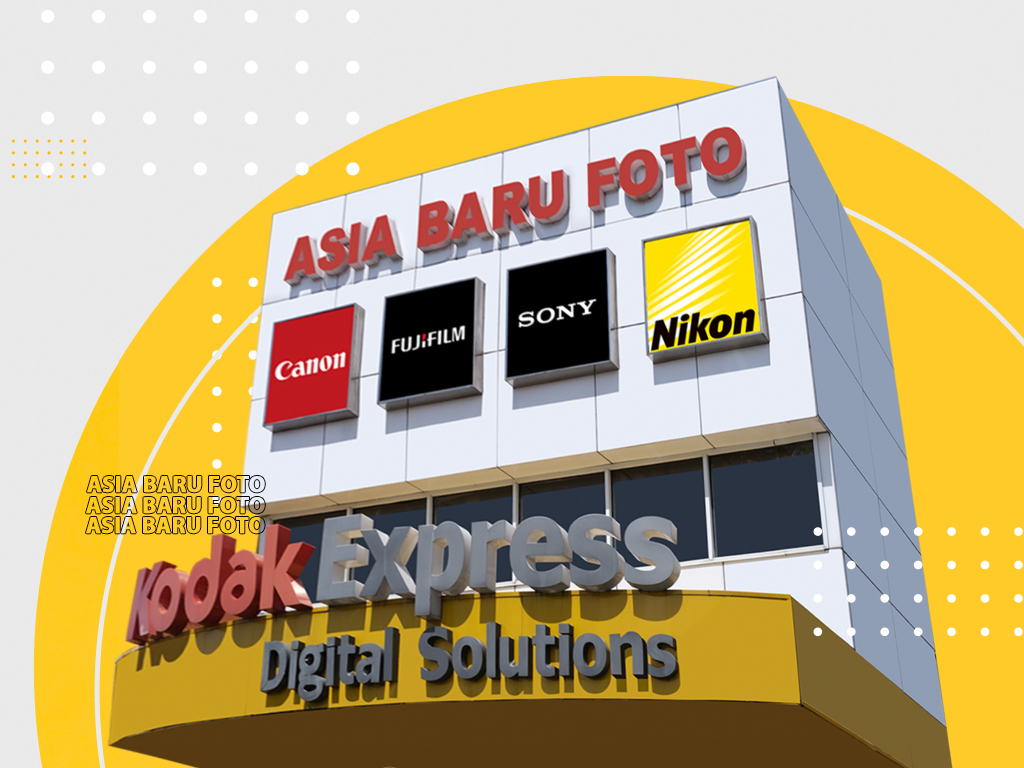 ASIA BARU FOTO
Canon
FUJIFILM
SONY
Nikon
ASIA BARU FOTO
ASIA BARU FOTO
ASIA BARU FOTO
Kodak Express
Digital Solutions